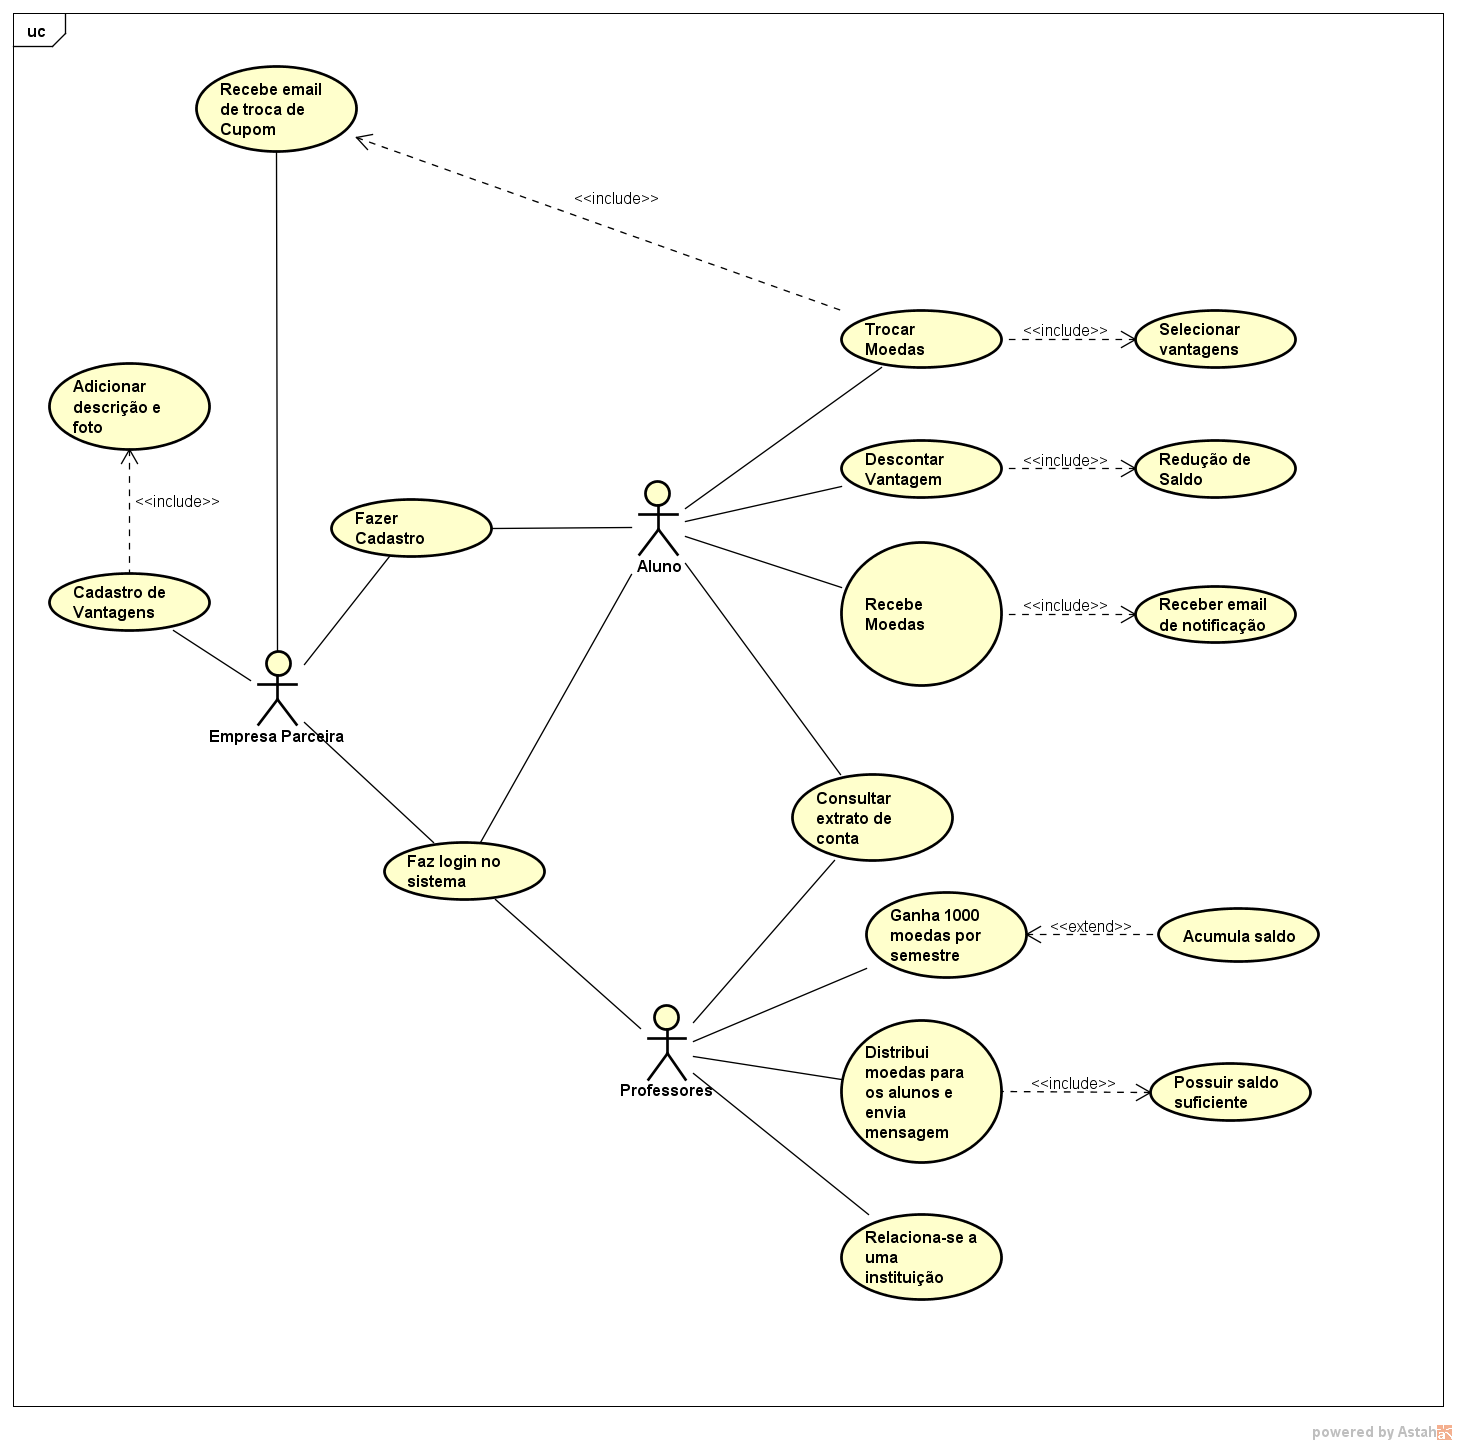 uc
Recebe email
de troca de
Cupom
<<include>>
Trocar
Moedas
<<include>>
Selecionar
vantagens
Adicionar
descrição e
foto
<<include>>
Cadastro de
Vantagens
Fazer
Cadastro
Aluno
Descontar
Vantagem
<<include>>
Redução de
Saldo
Recebe
Moedas
<<include>>
Receber email
de notificação
Empresa Parceira
Faz login no
sistema
Consultar
extrato de
conta
Ganha 1000
moedas por
semestre
<<extend>>
Acumula saldo
Professores
Distribui
moedas para
os alunos e
envia
mensagem
<<include>>
Possuir saldo
suficiente
Relaciona-se a
uma
instituição
powered by Astah